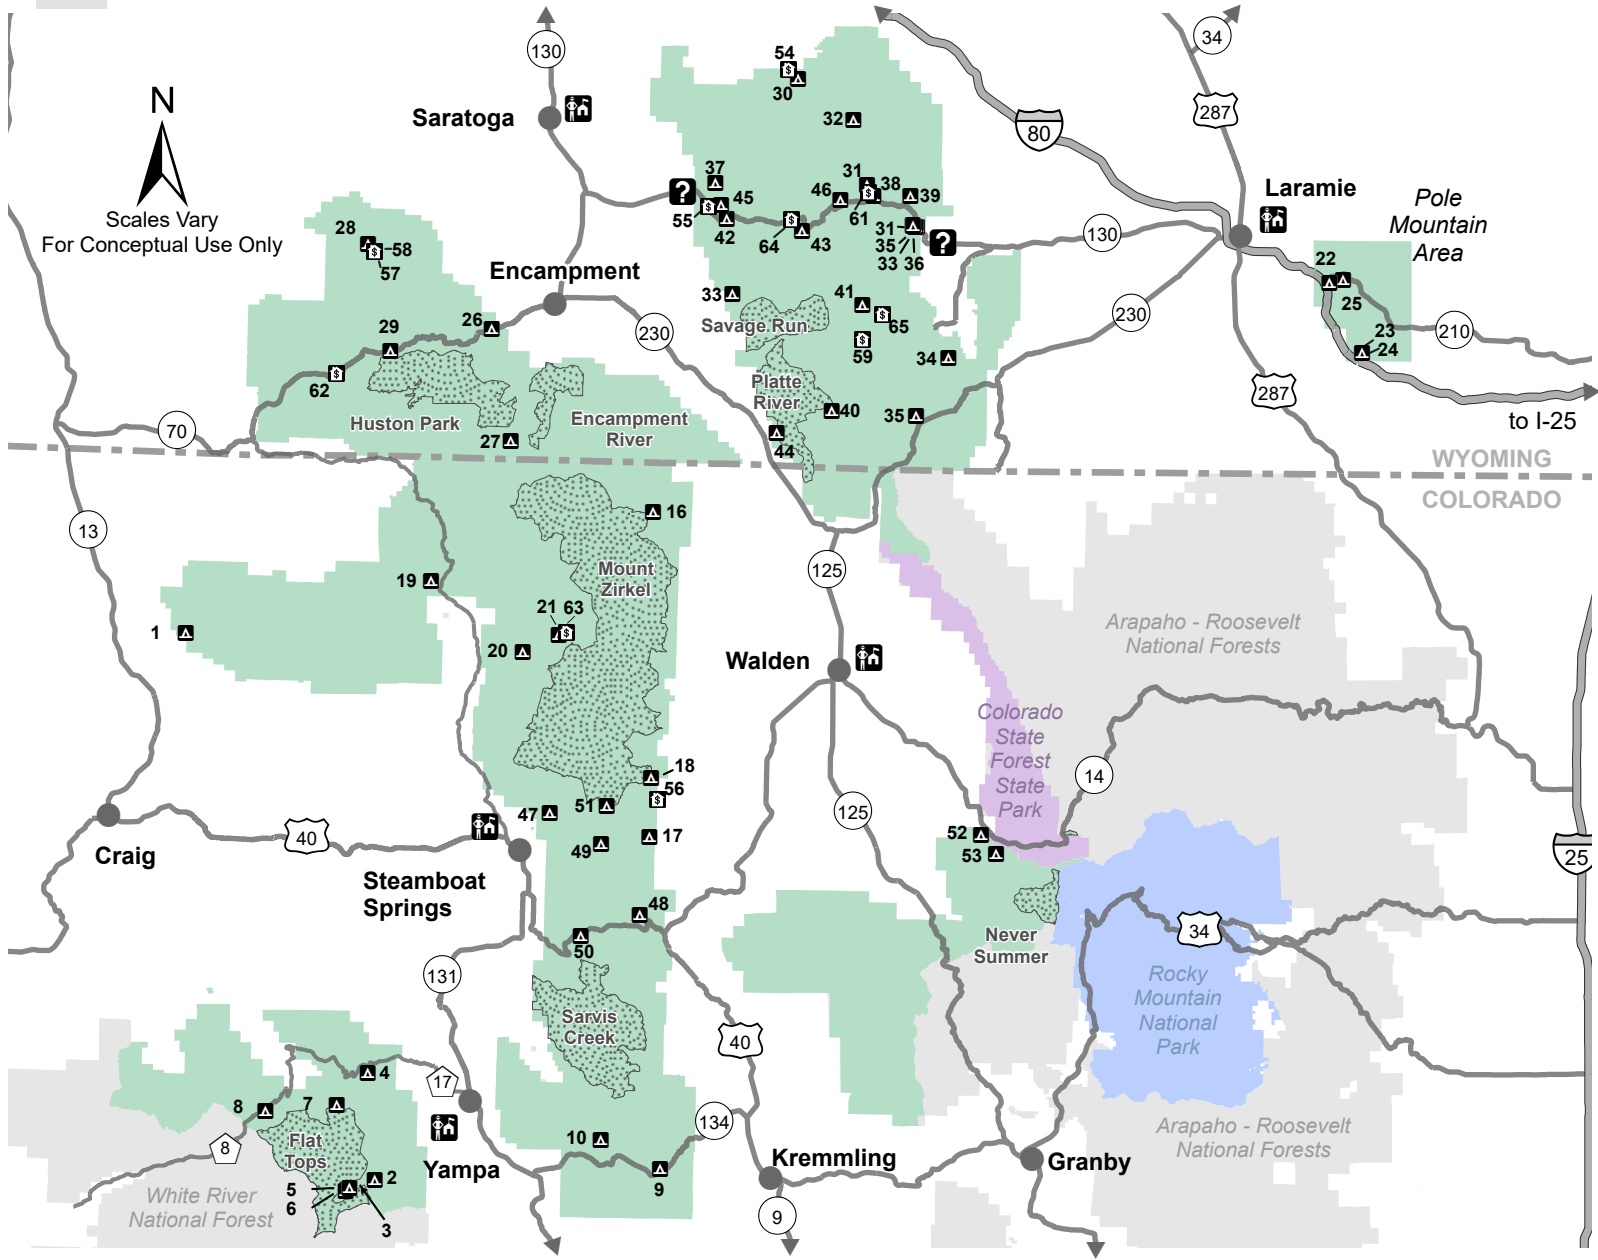 54
30
130
34
N
Saratoga
32
287
80
Scales Vary
For Conceptual Use Only
37
?
45
55
42
46
31
38
39
61
64
43
31
35
33 36
?
130
Laramie
Pole
Mountain
Area
28
58
57
Encampment
22
25
23
24
210
29
26
230
33
Savage Run
41
65
59
34
230
287
to I-25
62
Huston Park
27
Encampment
River
Platte
River
40
44
35
70
WYOMING
COLORADO
13
16
19
Mount
Zirkel
125
1
21 63
20
Arapaho - Roosevelt
National Forests
Walden
Colorado
State
Forest
State
Park
14
18
56
51
47
17
49
125
52
53
Craig
40
Steamboat
Springs
25
48
50
Never
Summer
34
131
Sarvis
Creek
40
Rocky
Mountain
National
Park
4
17
8
7
Flat
Tops
8
Yampa
10
9
134
Arapaho - Roosevelt
National Forests
Kremmling
Granby
White River
National Forest
5
6
2
3
9